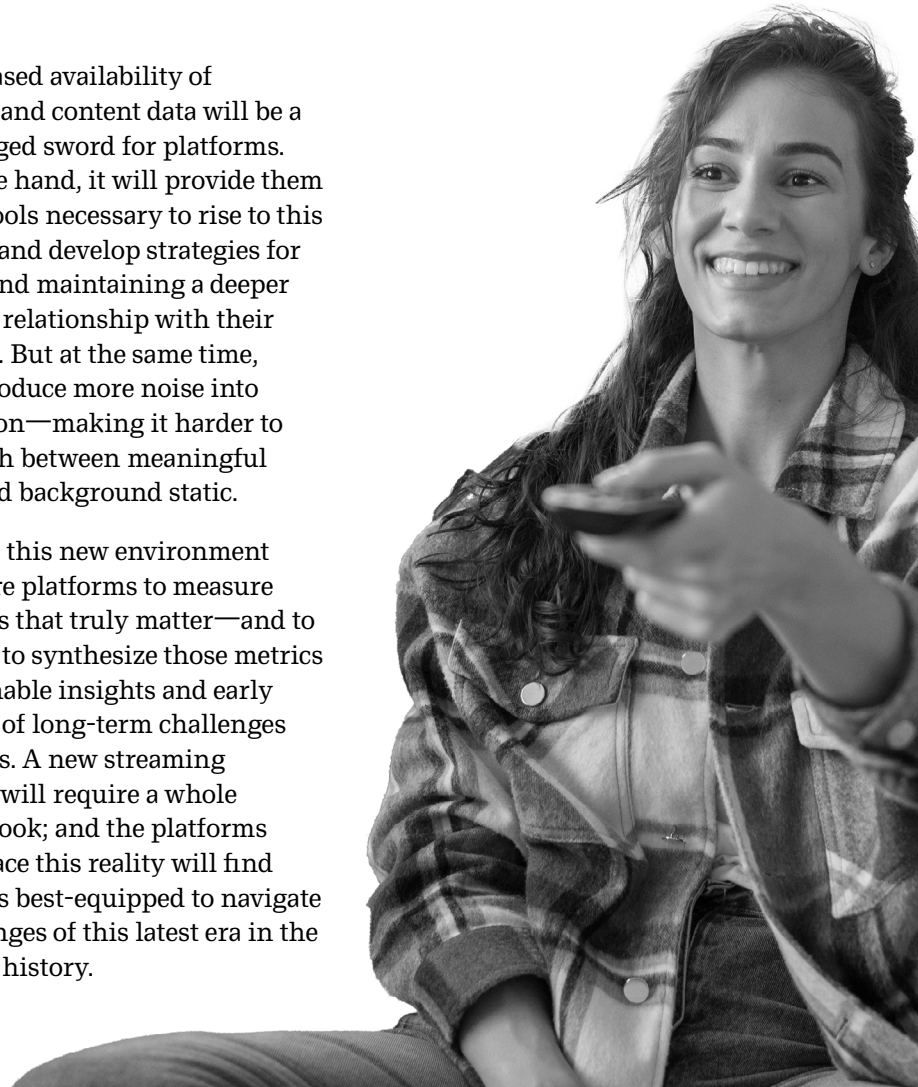 ased availability of
and content data will be a
ged sword for platforms.
e hand, it will provide them
ools necessary to rise to this
and develop strategies for
nd maintaining a deeper
relationship with their
. But at the same time,
oduce more noise into
on—making it harder to
h between meaningful
d background static.
this new environment
re platforms to measure
s that truly matter—and to
to synthesize those metrics
nable insights and early
of long-term challenges
s. A new streaming
will require a whole
ook; and the platforms
ace this reality will find
s best-equipped to navigate
nges of this latest era in the
history.